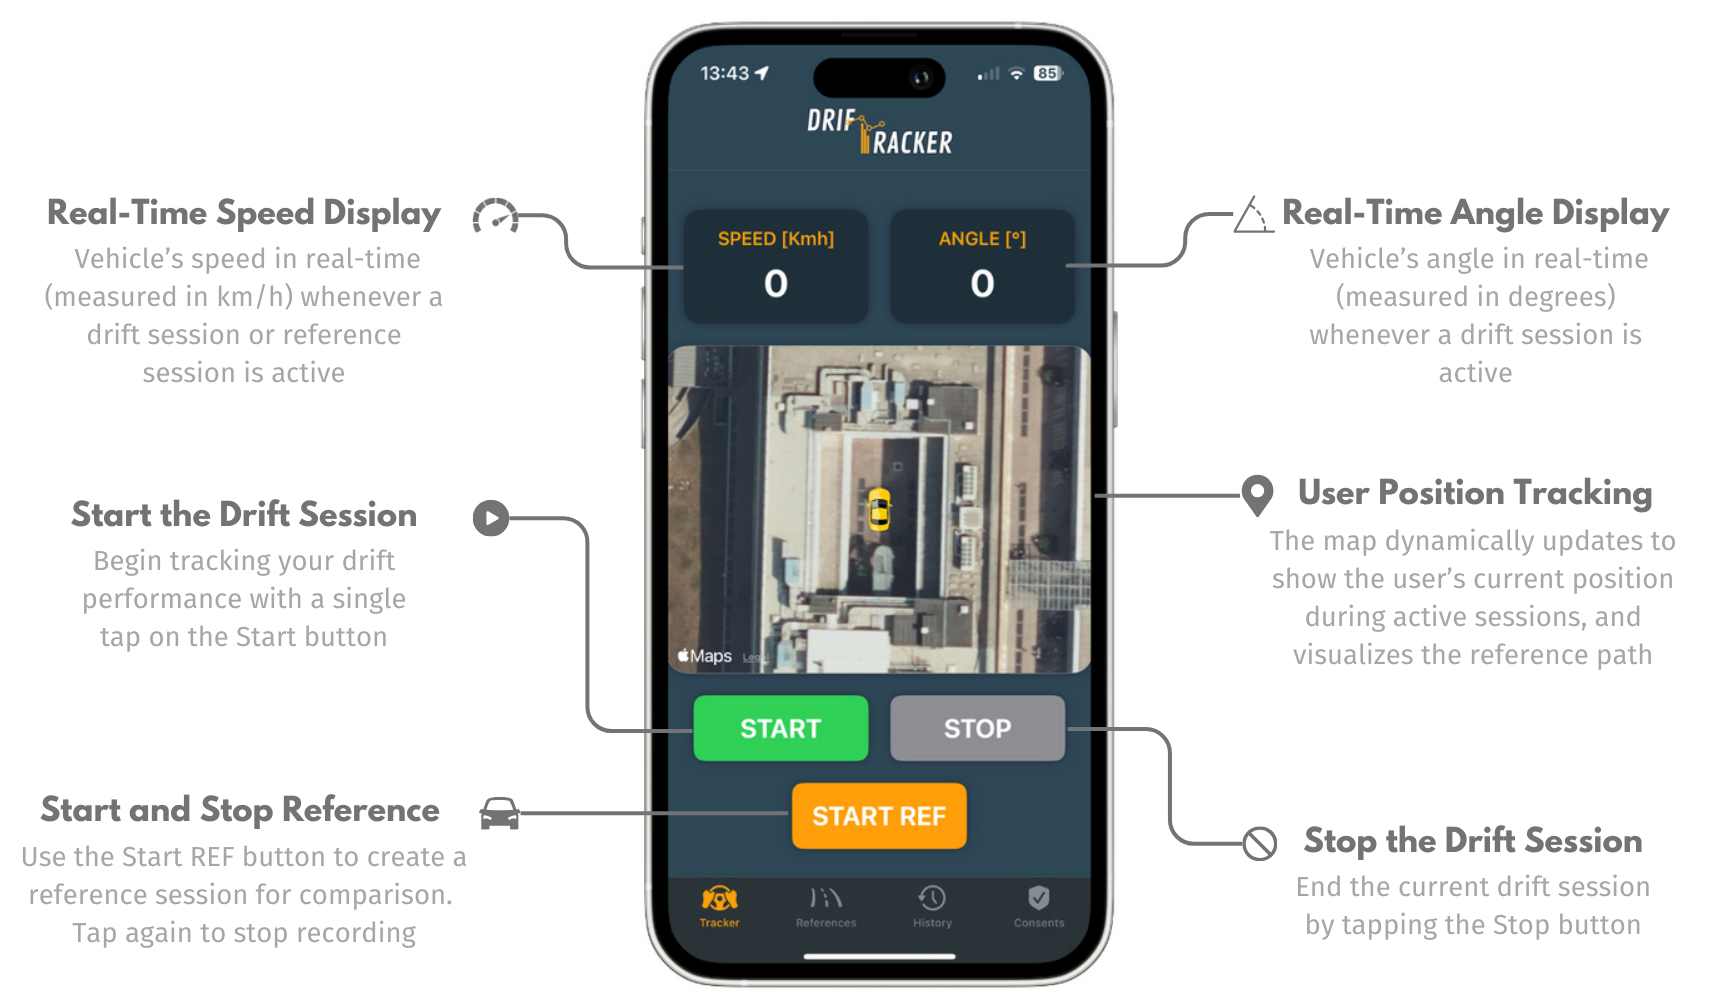 13:43
85
DRIF
RACKER
Real-Time Speed Display
Vehicle’s speed in real-time
(measured in km/h) whenever a
drift session or reference
session is active
Start the Drift Session
Begin tracking your drift
performance with a single
tap on the Start button
Start and Stop Reference
Use the Start REF button to create a
reference session for comparison.
Tap again to stop recording
SPEED [Kmh]
0
ANGLE [°]
0
Maps
Legal
START
STOP
START REF
Tracker
References
History
Consents
Real-Time Angle Display
Vehicle’s angle in real-time
(measured in degrees)
whenever a drift session is
active
User Position Tracking
The map dynamically updates to
show the user’s current position
during active sessions, and
visualizes the reference path
Stop the Drift Session
End the current drift session
by tapping the Stop button